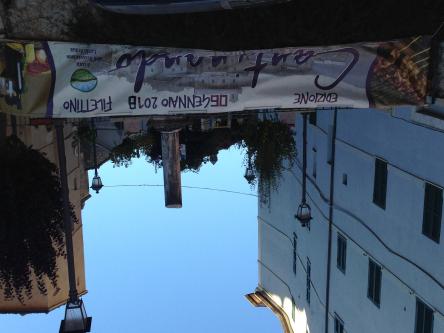 EDIZIONE
Cantinando
06 GENNAIO 2018
FILETTINO